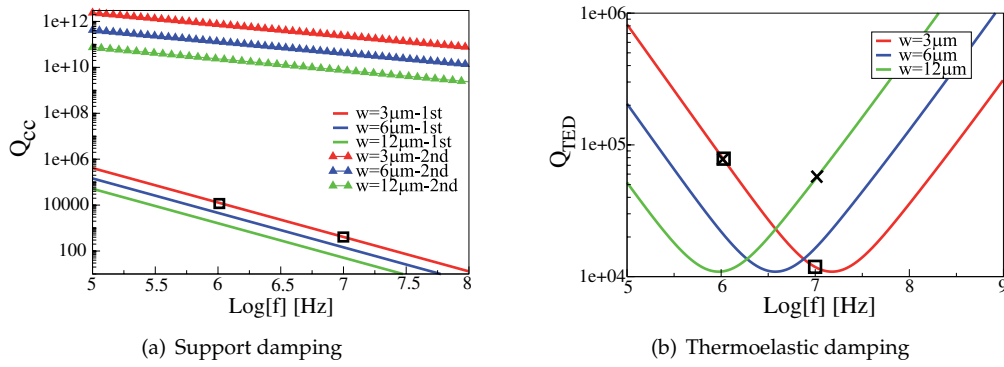 1e+12
1e+10
1e+08
1e+06
10000
100
Qcc
w=3μm-1st
w=6μm-1st
w=12μm-1st
w=3μm-2nd
w=6μm-2nd
w=12μm-2nd
5 5.5 6 6.5 7 7.5 8
Log[f] [Hz]
(a) Support damping
1e+06
1e+05
1e+04
QTED
w=3μm
w=6μm
w=12μm
5 6 7 8 9
Log[f] [Hz]
(b) Thermoelastic damping